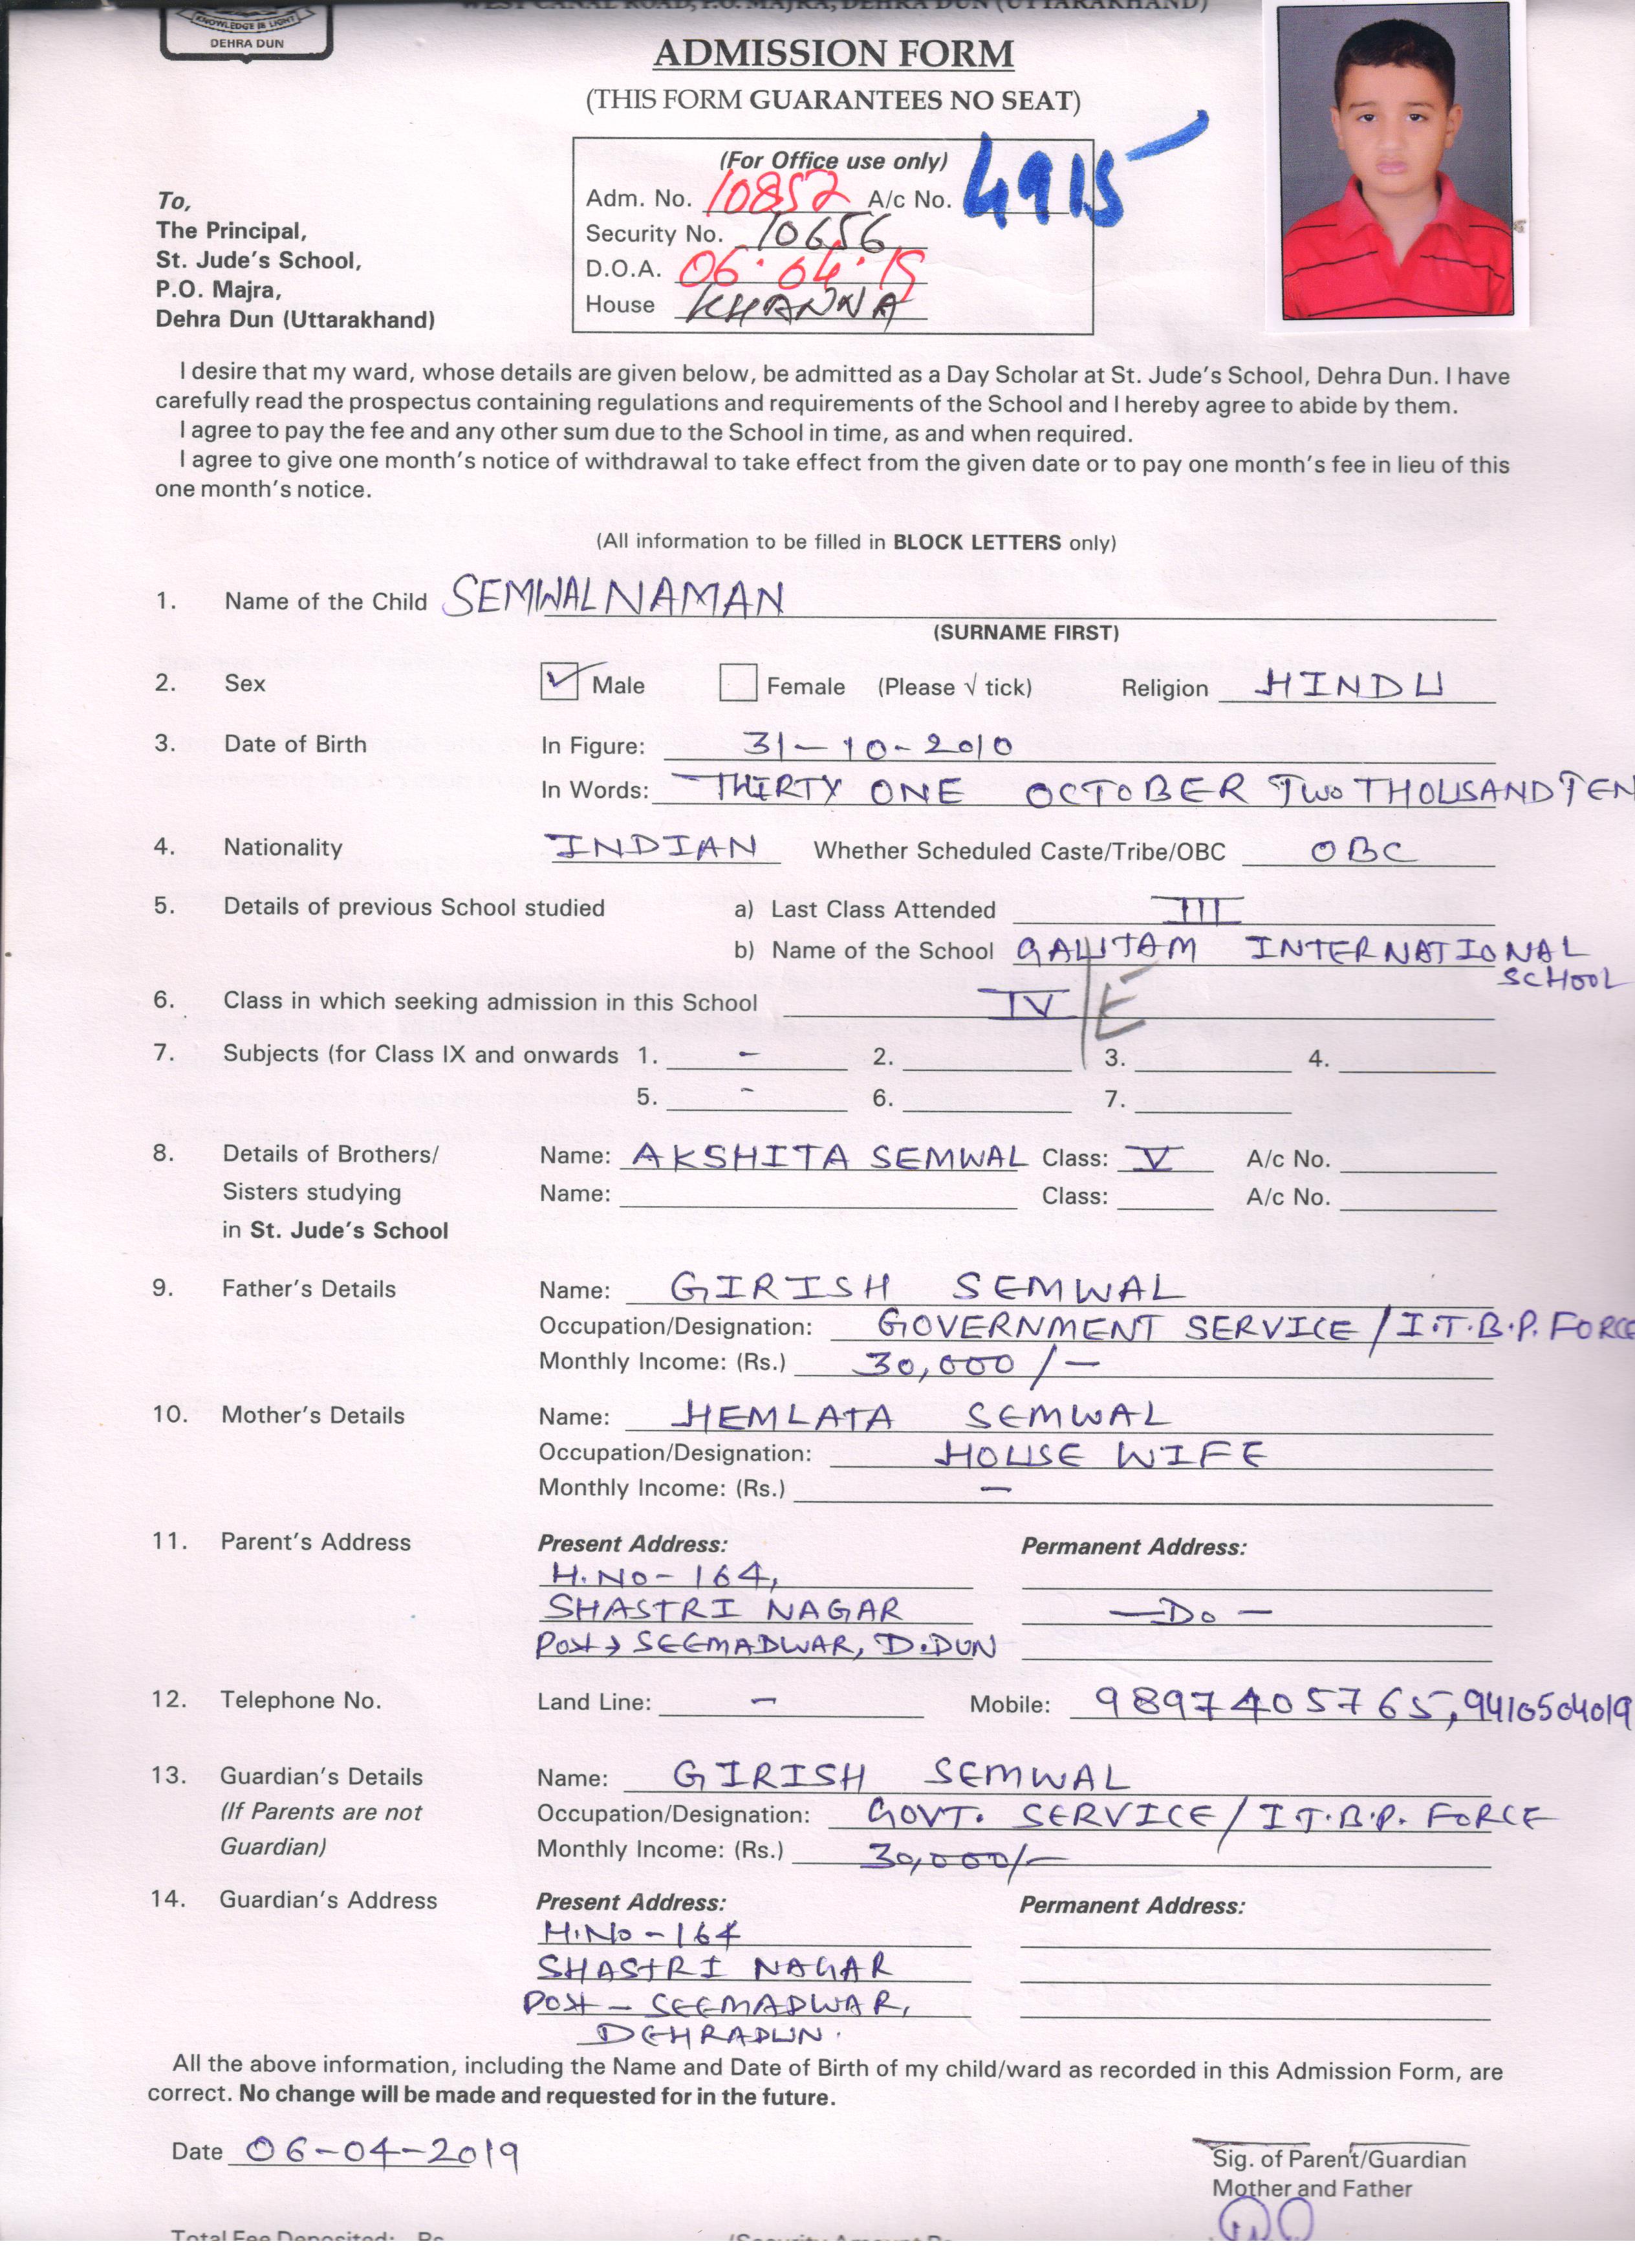 WEST CANAL ROAD, P.O. MAJRA, DEHRA DUN (UTTARAKHAND)
KNOWLEDGE IS LIGHT
DEHRA DUN
ADMISSION FORM
(THIS FORM GUARANTEES NO SEAT)
(For Office use only)
Adm. No. 10852 A/c No. 4915
Security No. 10656
D.O.A. 06.04.19
House KHANNA
To,
The Principal,
St. Jude's School,
P.O. Majra,
Dehra Dun (Uttarakhand)
I desire that my ward, whose details are given below, be admitted as a Day Scholar at St. Jude's School, Dehra Dun. I have
carefully read the prospectus containing regulations and requirements of the School and I hereby agree to abide by them.
I agree to pay the fee and any other sum due to the School in time, as and when required.
I agree to give one month's notice of withdrawal to take effect from the given date or to pay one month's fee in lieu of this
one month's notice.
(All information to be filled in BLOCK LETTERS only)
1. Name of the Child SEMWAL NAMAN
(SURNAME FIRST)
2. Sex Male Female (Please √ tick) Religion HINDU
3. Date of Birth In Figure: 31-10-2010
In Words: THIRTY ONE OCTOBER TWO THOUSAND TEN
4. Nationality INDIAN Whether Scheduled Caste/Tribe/OBC OBC
5. Details of previous School studied a) Last Class Attended III
b) Name of the School GAUTAM INTERNATIONAL
SCHOOL
6. Class in which seeking admission in this School IV/E
7. Subjects (for Class IX and onwards 1. - 2. 3. 4.
5. - 6. 7.
8. Details of Brothers/ Name: AKSHITA SEMWAL Class: V A/c No.
Sisters studying Name: Class: A/c No.
in St. Jude's School
9. Father's Details Name: GIRISH SEMWAL
Occupation/Designation: GOVERNMENT SERVICE / I.T.B.P. FORCE
Monthly Income: (Rs.) 30,000/-
10. Mother's Details Name: HEMLATA SEMWAL
Occupation/Designation: HOUSE WIFE
Monthly Income: (Rs.) -
11. Parent's Address Present Address: Permanent Address:
H.NO- 164,
SHASTRI NAGAR -Do-
Post → SEEMADWAR, D.DUN
12. Telephone No. Land Line: - Mobile: 9897405765, 9410504019
13. Guardian's Details Name: GIRISH SEMWAL
(If Parents are not Occupation/Designation: GOVT. SERVICE / I.T.B.P. FORCE
Guardian) Monthly Income: (Rs.) 30,000/-
14. Guardian's Address Present Address: Permanent Address:
H.No-164
SHASTRI NAGAR
Post - SEEMADWAR,
DEHRADUN.
All the above information, including the Name and Date of Birth of my child/ward as recorded in this Admission Form, are
correct. No change will be made and requested for in the future.
Date 06-04-2019
Sig. of Parent/Guardian
Mother and Father
Total Fee Deposited: Rs. (Security Amount Rs.